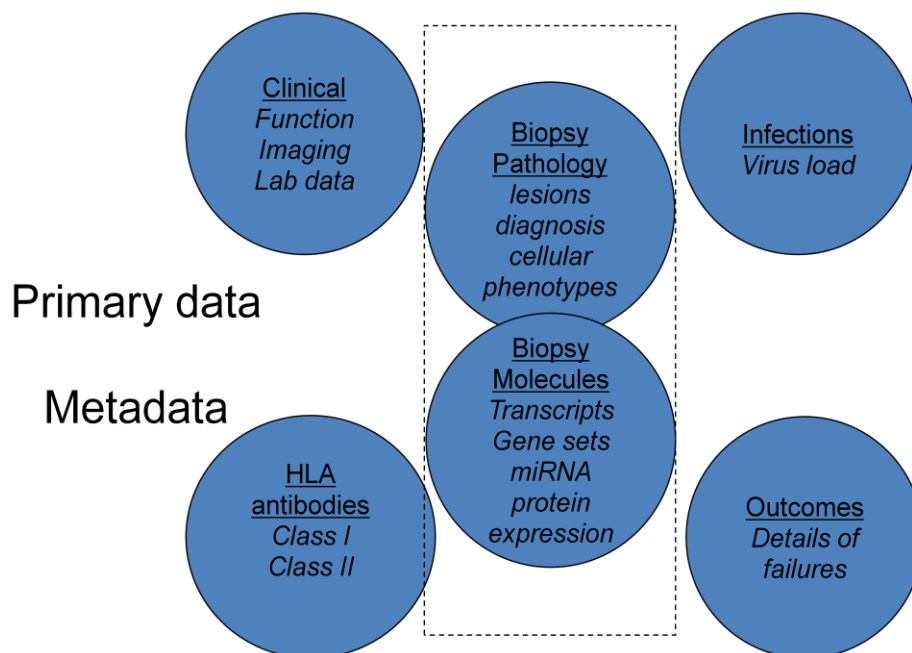 Clinical
Function
Imaging
Lab data
Biopsy
Pathology
lesions
diagnosis
cellular
phenotypes
Infections
Virus load
Primary data
Metadata
Biopsy
Molecules
Transcripts
Gene sets
miRNA
protein
expression
HLA
antibodies
Class I
Class II
Outcomes
Details of
failures